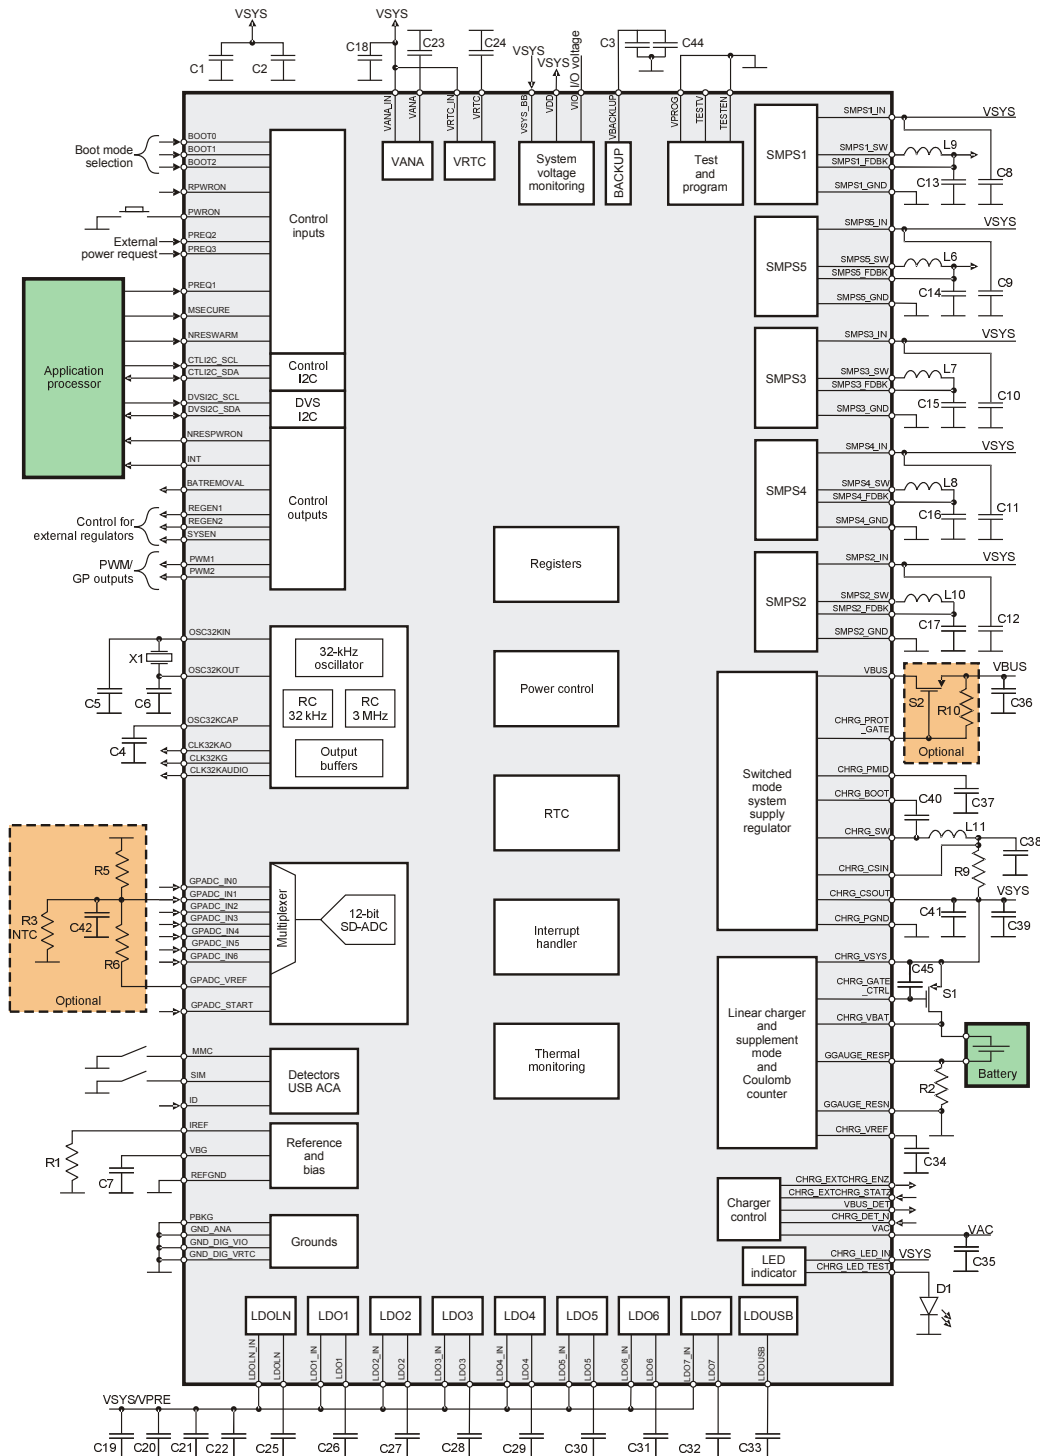 VSYS
C1
C2
VSYS
C18
C23
C24
VSYS
VSYS
I/O voltage
C3
C44
VANA_IN
VANA
VRTC_IN
VRTC
VSYS_BB
VDD
VIO
VBACKUP
VPROG
TESTV
TESTEN
VANA
VRTC
System
voltage
monitoring
BACKUP
Test
and
program
Boot mode
selection
BOOT0
BOOT1
BOOT2
RPWRON
PWRON
External
power request
PREQ2
PREQ3
PREQ1
MSECURE
NRESWARM
Control
inputs
Application
processor
CTLI2C_SCL
CTLI2C_SDA
Control
I2C
DVSI2C_SCL
DVSI2C_SDA
DVS
I2C
NRESPWRON
INT
BATREMOVAL
Control for
external regulators
REGEN1
REGEN2
SYSEN
PWM/
GP outputs
PWM1
PWM2
Control
outputs
OSC32KIN
X1
OSC32KOUT
C5
C6
OSC32KCAP
C4
CLK32KAO
CLK32KG
CLK32KAUDIO
32-kHz
oscillator
RC
32 kHz
RC
3 MHz
Output
buffers
R5
R3
NTC
C42
R6
Optional
GPADC_IN0
GPADC_IN1
GPADC_IN2
GPADC_IN3
GPADC_IN4
GPADC_IN5
GPADC_IN6
GPADC_VREF
GPADC_START
Multiplexer
12-bit
SD-ADC
MMC
SIM
ID
Detectors
USB ACA
IREF
R1
VBG
C7
REFGND
Reference
and
bias
PBKG
GND_ANA
GND_DIG_VIO
GND_DIG_VRTC
Grounds
Registers
Power control
RTC
Interrupt
handler
Thermal
monitoring
SMPS1
SMPS1_IN
VSYS
SMPS1_SW
L9
SMPS1_FDBK
C13
C8
SMPS1_GND
SMPS5
SMPS5_IN
VSYS
SMPS5_SW
L6
SMPS5_FDBK
C14
C9
SMPS5_GND
SMPS3
SMPS3_IN
VSYS
SMPS3_SW
L7
SMPS3_FDBK
C15
C10
SMPS3_GND
SMPS4
SMPS4_IN
VSYS
SMPS4_SW
L8
SMPS4_FDBK
C16
C11
SMPS4_GND
SMPS2
SMPS2_IN
VSYS
SMPS2_SW
L10
SMPS2_FDBK
C17
C12
SMPS2_GND
Switched
mode
system
supply
regulator
VBUS
VBUS
S2
R10
C36
CHRG_PROT
_GATE
Optional
CHRG_PMID
C37
CHRG_BOOT
C40
CHRG_SW
L11
C38
CHRG_CSIN
R9
CHRG_CSOUT
VSYS
C41
C39
CHRG_PGND
Linear charger
and
supplement
mode
and
Coulomb
counter
CHRG_VSYS
C45
CHRG_GATE
_CTRL
S1
CHRG_VBAT
GGAUGE_RESP
Battery
R2
GGAUGE_RESN
CHRG_VREF
C34
Charger
control
CHRG_EXTCHRG_ENZ
CHRG_EXTCHRG_STATZ
VBUS_DET
CHRG_DET_N
VAC
VAC
C35
LED
indicator
CHRG_LED_IN
VSYS
CHRG_LED_TEST
D1
LDOLN
LDO1
LDO2
LDO3
LDO4
LDO5
LDO6
LDO7
LDOUSB
LDOLN_IN
LDOLN
LDO1_IN
LDO1
LDO2_IN
LDO2
LDO3_IN
LDO3
LDO4_IN
LDO4
LDO5_IN
LDO5
LDO6_IN
LDO6
LDO7_IN
LDO7
LDOUSB
VSYS/VPRE
C19
C20
C21
C22
C25
C26
C27
C28
C29
C30
C31
C32
C33